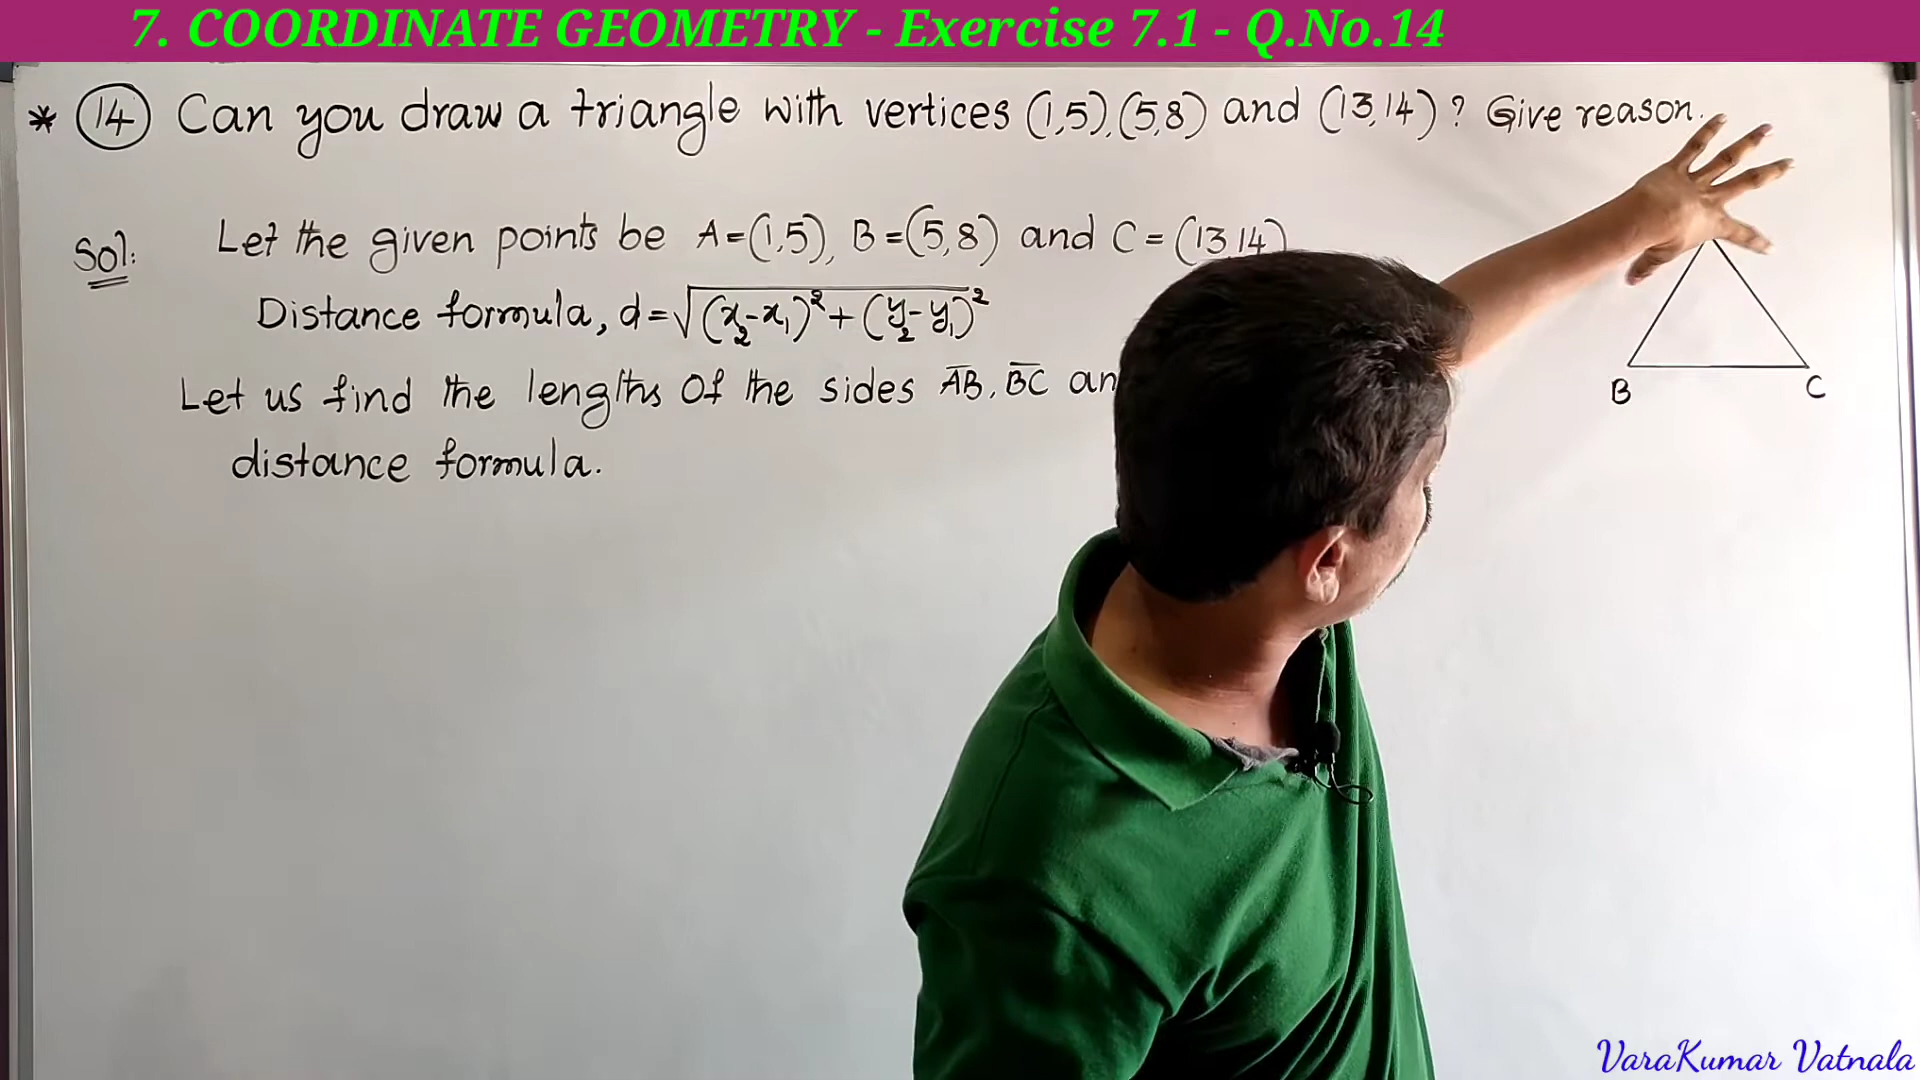 7. COORDINATE GEOMETRY - Exercise 7.1 - Q.No.14
* 14 Can you draw a triangle with vertices (1,5), (5,8) and (13,14)? Give reason.
Sol: Let the given points be A=(1,5), B=(5,8) and C=(13,14)
Distance formula, d=√(x₂-x₁)²+(y₂-y₁)²
Let us find the lengths Of the sides A̅B̅, B̅C̅
distance formula.
B C
VaraKumar Vatnala